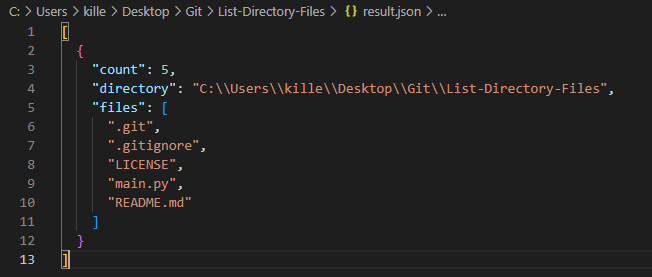 C: > Users > kille > Desktop > Git > List-Directory-Files > {} result.json > ...
1 [
2 {
3 "count": 5,
4 "directory": "C:\\Users\\kille\\Desktop\\Git\\List-Directory-Files",
5 "files": [
6 ".git",
7 ".gitignore",
8 "LICENSE",
9 "main.py",
10 "README.md"
11 ]
12 }
13 ]